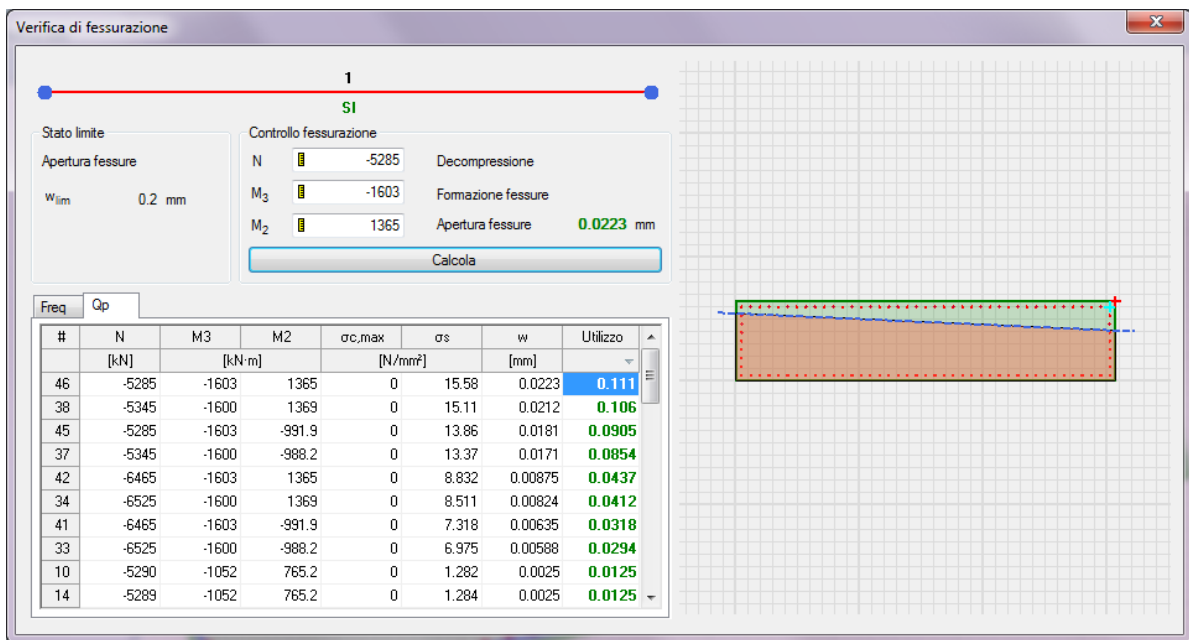 Verifica di fessurazione
1
SI
Stato limite
Apertura fessure
wlim 0.2 mm
Controllo fessurazione
N -5285 Decompressione
M3 -1603 Formazione fessure
M2 1365 Apertura fessure 0.0223 mm
Calcola
Freq Qp
# N M3 M2 σc,max σs w Utilizzo
[kN] [kN·m] [N/mm²] [mm]
46 -5285 -1603 1365 0 15.58 0.0223 0.111
38 -5345 -1600 1369 0 15.11 0.0212 0.106
45 -5285 -1603 -991.9 0 13.86 0.0181 0.0905
37 -5345 -1600 -988.2 0 13.37 0.0171 0.0854
42 -6465 -1603 1365 0 8.832 0.00875 0.0437
34 -6525 -1600 1369 0 8.511 0.00824 0.0412
41 -6465 -1603 -991.9 0 7.318 0.00635 0.0318
33 -6525 -1600 -988.2 0 6.975 0.00588 0.0294
10 -5290 -1052 765.2 0 1.282 0.0025 0.0125
14 -5289 -1052 765.2 0 1.284 0.0025 0.0125